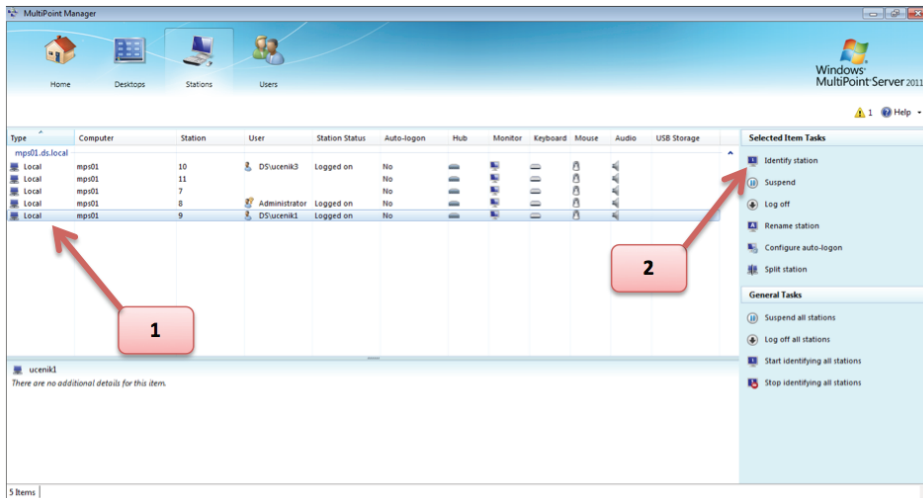 MultiPoint Manager
Home Desktops Stations Users
Windows
MultiPoint Server 2011
1 Help
Type Computer Station User Station Status Auto-logon Hub Monitor Keyboard Mouse Audio USB Storage
mps01.ds.local
Local mps01 10 DS\ucenik3 Logged on No
Local mps01 11 No
Local mps01 7 No
Local mps01 8 Administrator Logged on No
Local mps01 9 DS\ucenik1 Logged on No
1
2
Selected Item Tasks
Identify station
Suspend
Log off
Rename station
Configure auto-logon
Split station
General Tasks
Suspend all stations
Log off all stations
Start identifying all stations
Stop identifying all stations
ucenik1
There are no additional details for this item.
5 Items